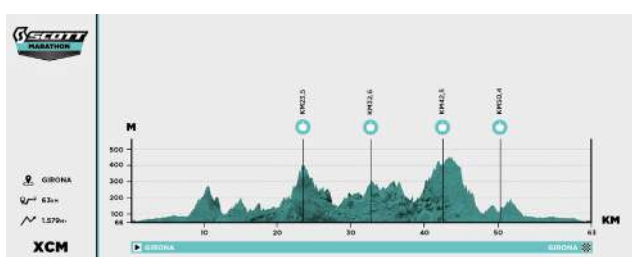 SCOTT
MARATHON
GIRONA
63KM
1.579M+
XCM
M
500
400
300
200
100
68
KM23,5
KM32,6
KM42,5
KM50,4
10
20
30
40
50
63
KM
GIRONA
GIRONA